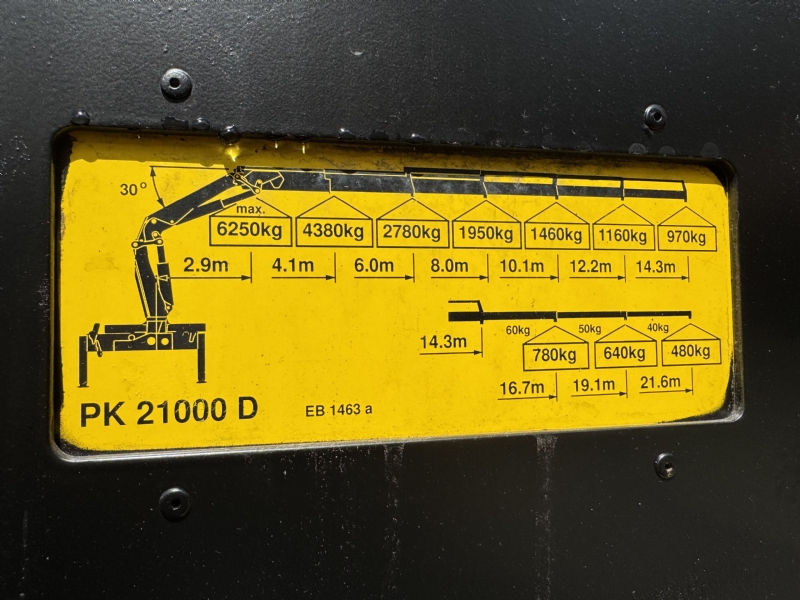 30°
max.
6250kg 4380kg 2780kg 1950kg 1460kg 1160kg 970kg
2.9m 4.1m 6.0m 8.0m 10.1m 12.2m 14.3m
60kg 50kg 40kg
14.3m
780kg 640kg 480kg
16.7m 19.1m 21.6m
PK 21000 D EB 1463 a